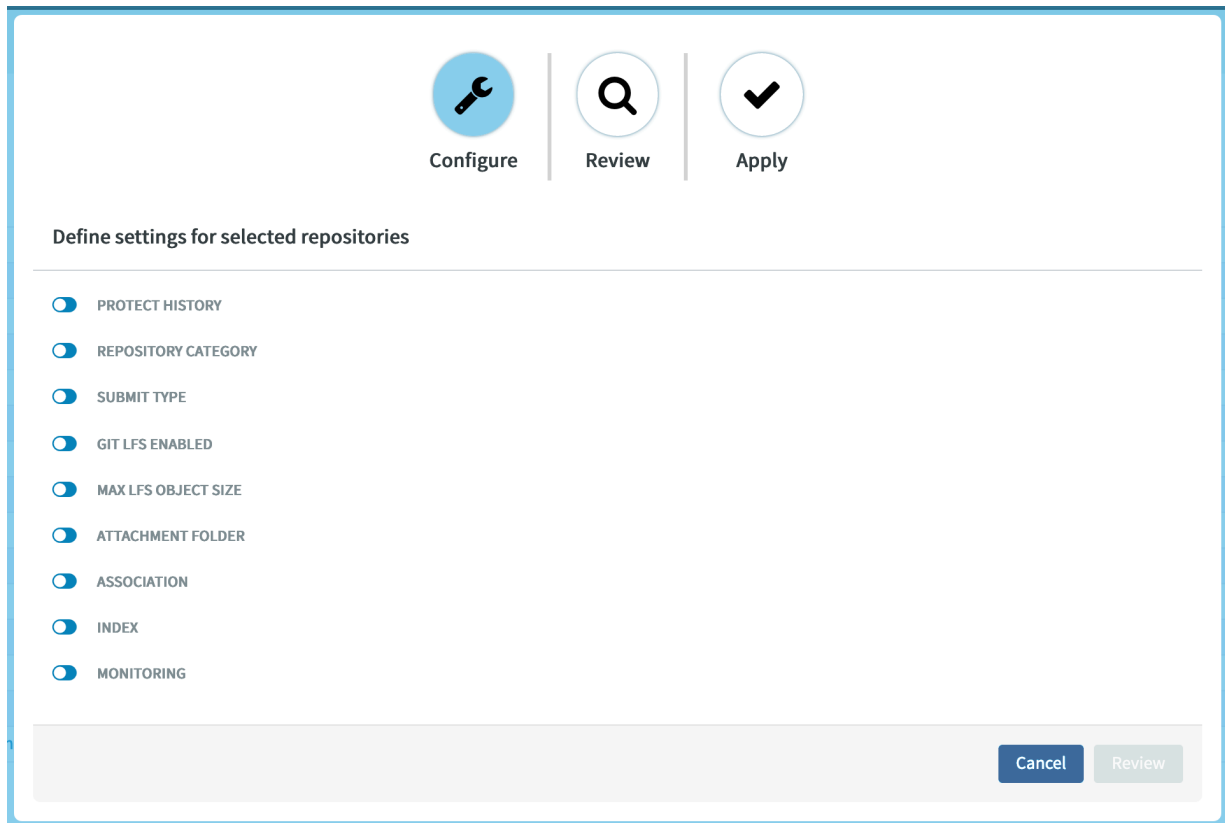 Configure
Review
Apply
Define settings for selected repositories
PROTECT HISTORY
REPOSITORY CATEGORY
SUBMIT TYPE
GIT LFS ENABLED
MAX LFS OBJECT SIZE
ATTACHMENT FOLDER
ASSOCIATION
INDEX
MONITORING
Cancel
Review